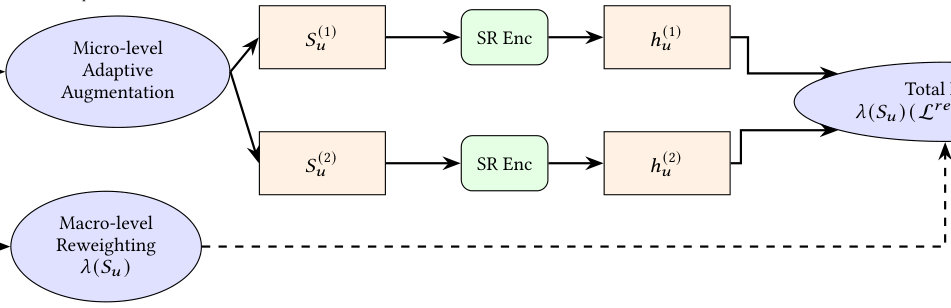 Micro-level
Adaptive
Augmentation
S_u^{(1)}
SR Enc
h_u^{(1)}
S_u^{(2)}
SR Enc
h_u^{(2)}
Total
λ(S_u)(ℒ^{re
Macro-level
Reweighting
λ(S_u)